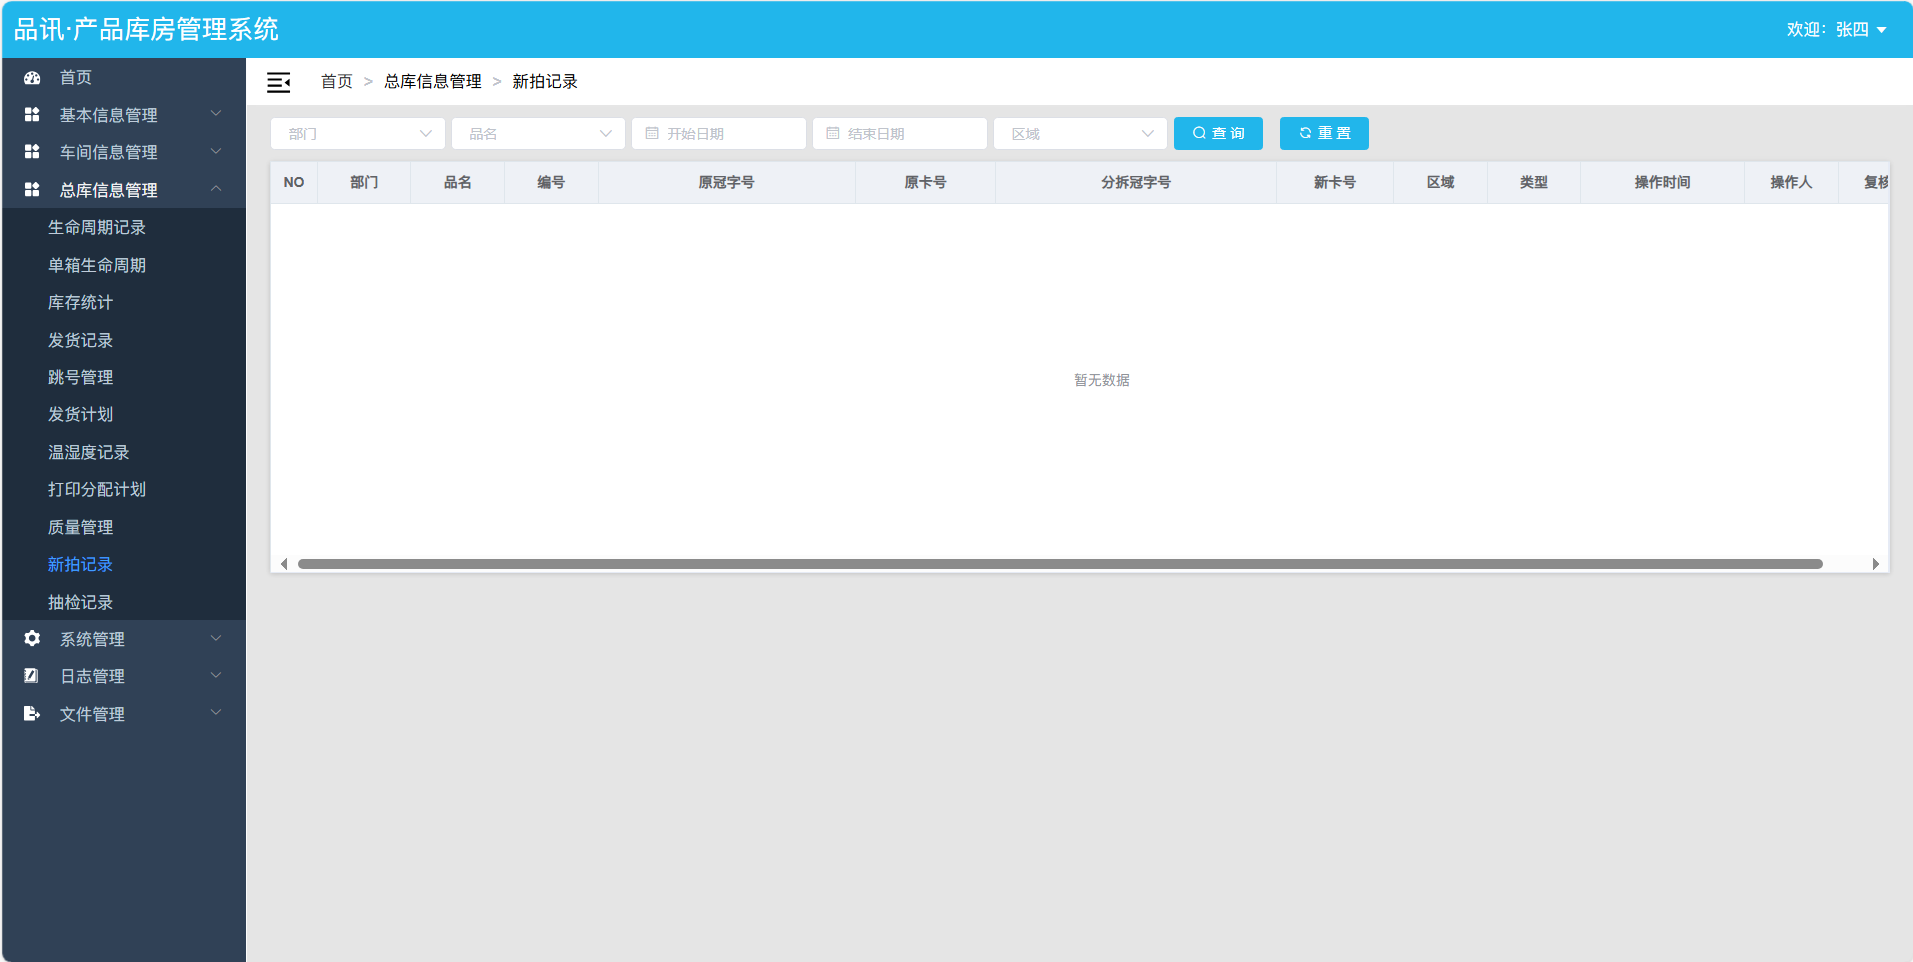 品讯·产品库房管理系统
欢迎：张四
首页
基本信息管理
车间信息管理
总库信息管理
生命周期记录
单箱生命周期
库存统计
发货记录
跳号管理
发货计划
温湿度记录
打印分配计划
质量管理
新拍记录
抽检记录
系统管理
日志管理
文件管理
首页 > 总库信息管理 > 新拍记录
部门 品名 开始日期 结束日期 区域 查 询 重 置
NO 部门 品名 编号 原冠字号 原卡号 分拆冠字号 新卡号 区域 类型 操作时间 操作人 复核
暂无数据